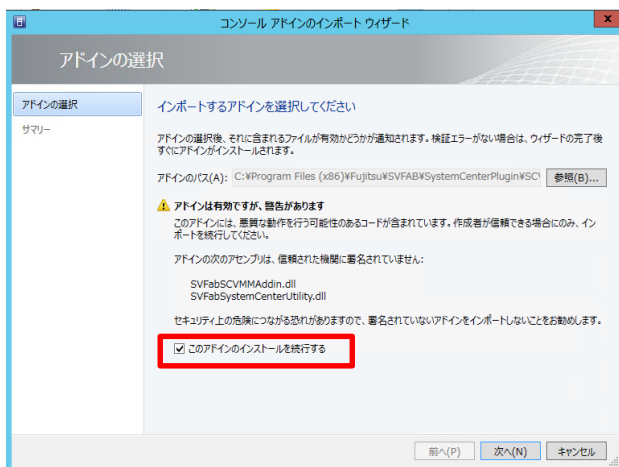 コンソール アドインのインポート ウィザード
x
アドインの選択
アドインの選択
サマリー
インポートするアドインを選択してください
アドインの選択後、それに含まれるファイルが有効かどうかが通知されます。検証エラーがない場合は、ウィザードの完了後
すぐにアドインがインストールされます。
アドインのパス(A): C:¥Program Files (x86)¥Fujitsu¥SVFAB¥SystemCenterPlugin¥SCV 参照(B)...
アドインは有効ですが、警告があります
このアドインには、悪質な動作を行う可能性のあるコードが含まれています。作成者が信頼できる場合にのみ、イン
ポートを続行してください。
アドインの次のアセンブリは、信頼された機関に署名されていません:
SVFabSCVMMAddin.dll
SVFabSystemCenterUtility.dll
セキュリティ上の危険につながる恐れがありますので、署名されていないアドインをインポートしないことをお勧めします。
このアドインのインストールを続行する
前へ(P) 次へ(N) キャンセル